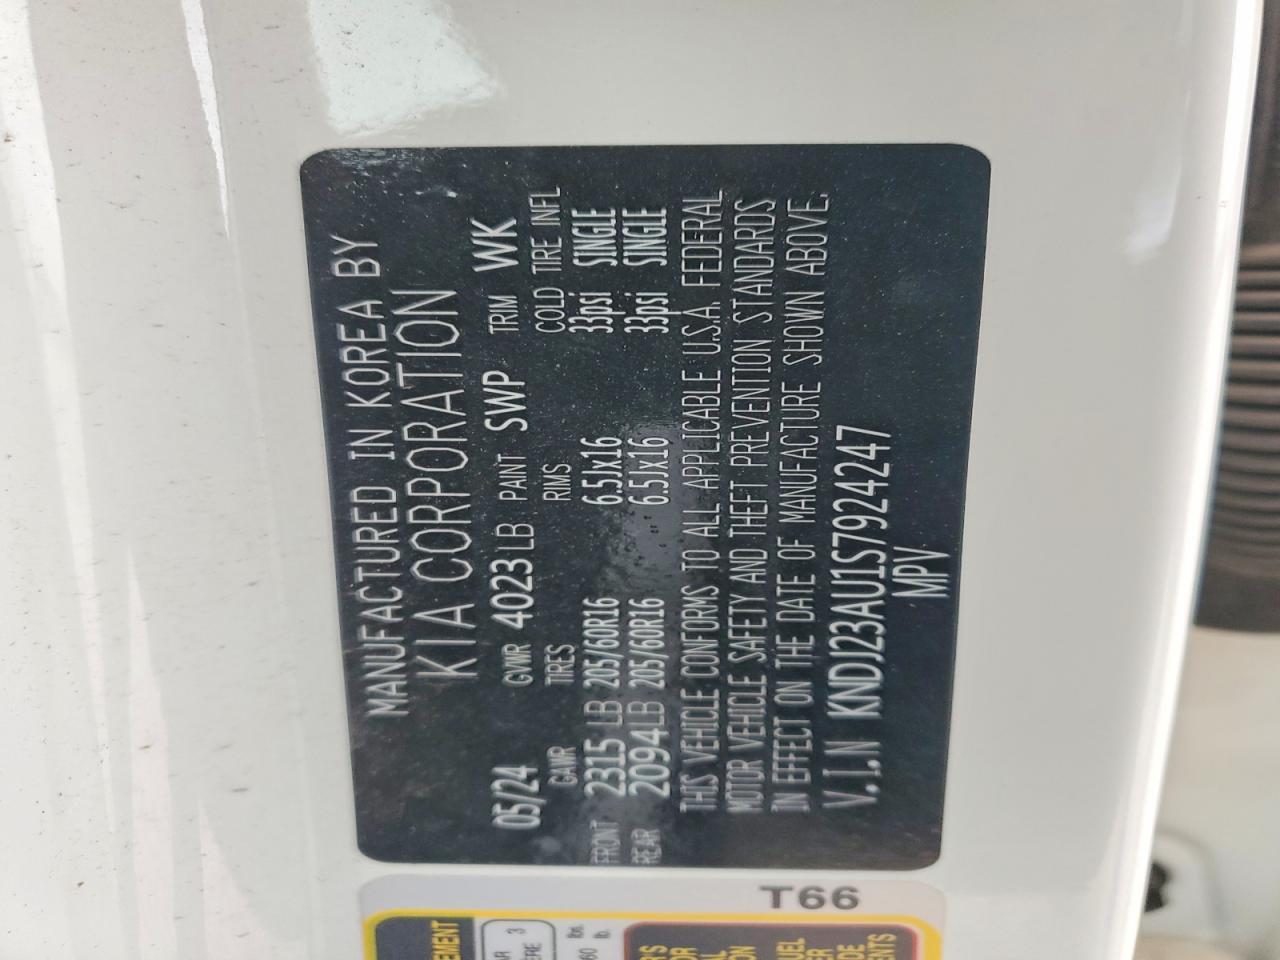 MANUFACTURED IN KOREA BY
KIA CORPORATION
05/24 GVWR 4023LB PAINT SWP TRIM WK
GAWR TIRES RIMS COLD TIRE INFL
FRONT 2315 LB 205/60R16 6.5Jx16 33psi SINGLE
REAR 2094LB 205/60R16 6.5Jx16 33psi SINGLE
THIS VEHICLE CONFORMS TO ALL APPLICABLE U.S.A. FEDERAL
MOTOR VEHICLE SAFETY AND THEFT PREVENTION STANDARDS
IN EFFECT ON THE DATE OF MANUFACTURE SHOWN ABOVE.
V.I.N KNDJ23AU1S7924247
MPV
T66